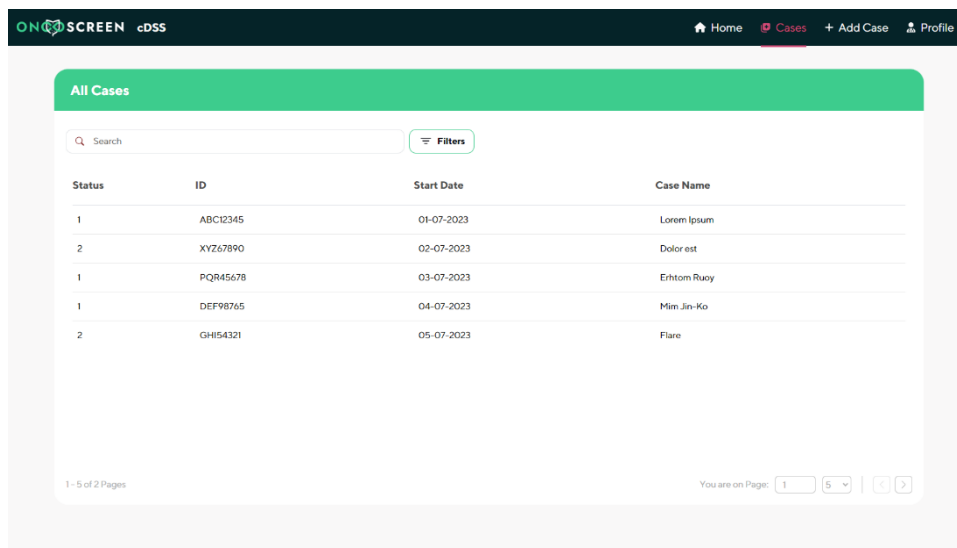 ONCOSCREEN cDSS Home Cases + Add Case Profile
All Cases
Search Filters
Status ID Start Date Case Name
1 ABC12345 01-07-2023 Lorem Ipsum
2 XYZ67890 02-07-2023 Dolor est
1 PQR45678 03-07-2023 Erhtom Ruoy
1 DEF98765 04-07-2023 Mim Jin-Ko
2 GHI54321 05-07-2023 Flare
1-5 of 2 Pages You are on Page: 1 5